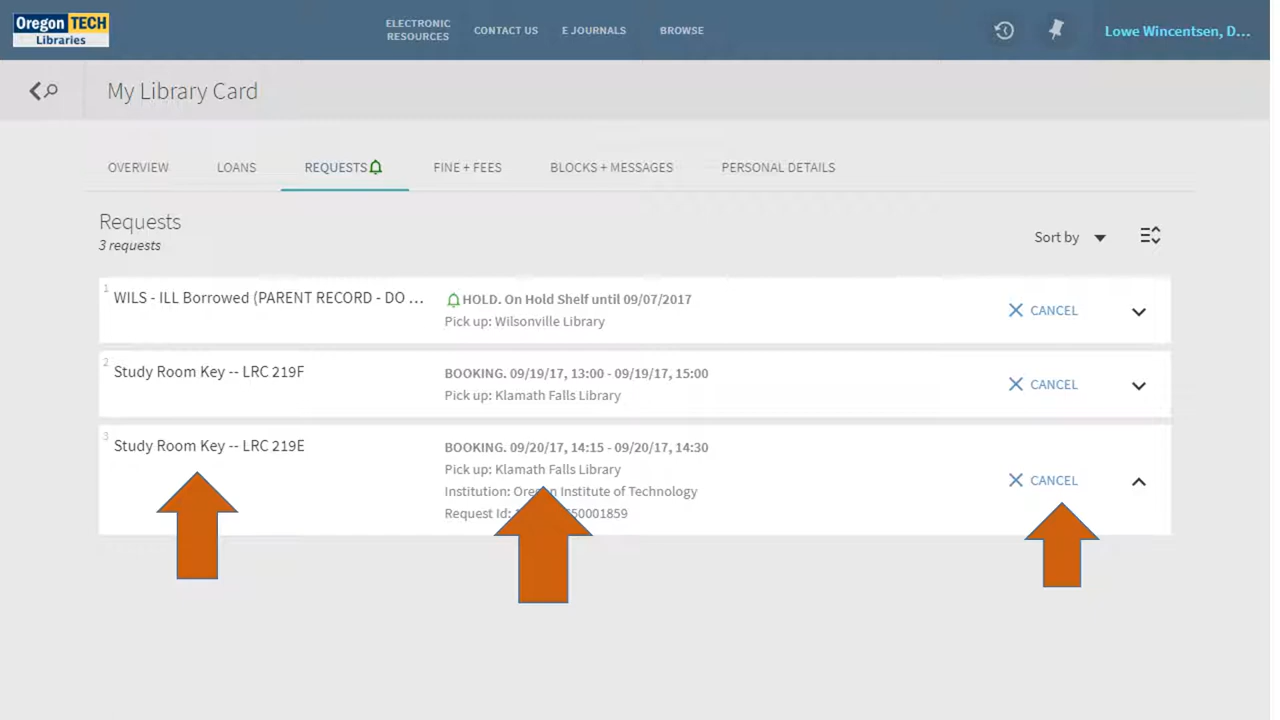 Oregon TECH
Libraries
ELECTRONIC
RESOURCES
CONTACT US
E JOURNALS
BROWSE
Lowe Wincentsen, D...
My Library Card
OVERVIEW
LOANS
REQUESTS
FINE + FEES
BLOCKS + MESSAGES
PERSONAL DETAILS
Requests
3 requests
Sort by
1
WILS - ILL Borrowed (PARENT RECORD - DO ...
HOLD. On Hold Shelf until 09/07/2017
Pick up: Wilsonville Library
CANCEL
2
Study Room Key -- LRC 219F
BOOKING. 09/19/17, 13:00 - 09/19/17, 15:00
Pick up: Klamath Falls Library
CANCEL
3
Study Room Key -- LRC 219E
BOOKING. 09/20/17, 14:15 - 09/20/17, 14:30
Pick up: Klamath Falls Library
Institution: Oregon Institute of Technology
Request Id:
CANCEL